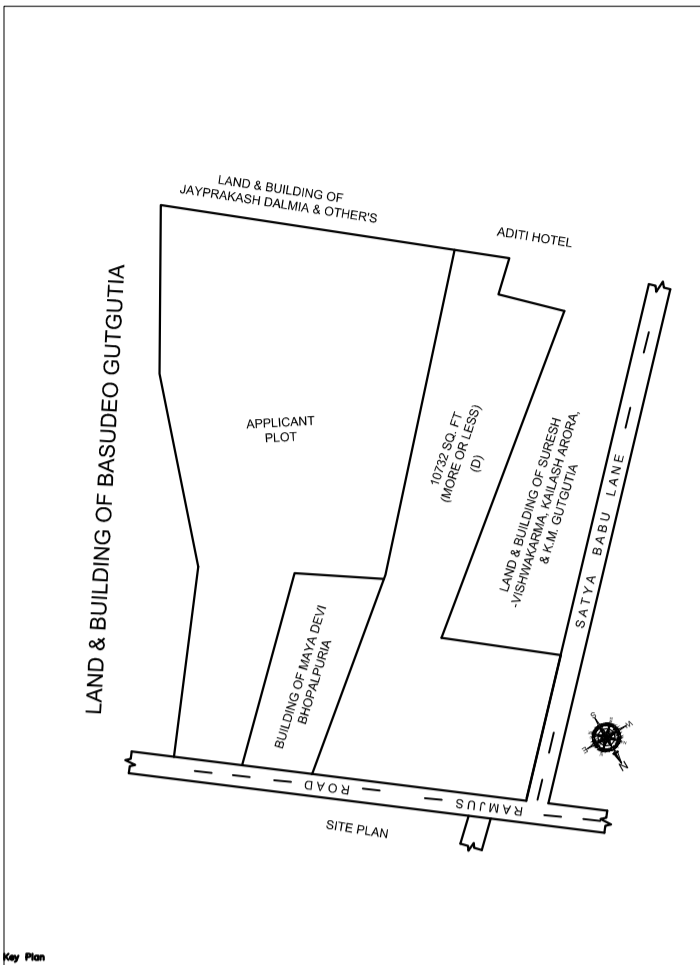 LAND & BUILDING OF
JAYPRAKASH DALMIA & OTHER'S
ADITI HOTEL
LAND & BUILDING OF BASUDEO GUTGUTIA
APPLICANT
PLOT
10732 SQ. FT
(MORE OR LESS)
(D)
LAND & BUILDING OF SURESH
-VISHWAKARMA, KAILASH ARORA,
& K.M. GUTGUTIA
SATYA BABU LANE
BUILDING OF MAYA DEVI
BHOPALPURIA
RAMJUS ROAD
SITE PLAN
S
W
E
N
Key Plan